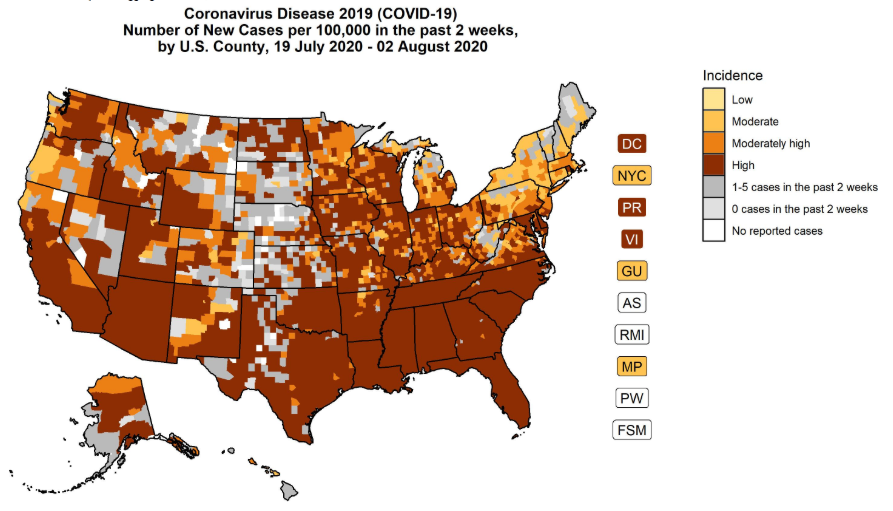 Coronavirus Disease 2019 (COVID-19)
Number of New Cases per 100,000 in the past 2 weeks,
by U.S. County, 19 July 2020 - 02 August 2020
Incidence
Low
Moderate
Moderately high
High
1-5 cases in the past 2 weeks
0 cases in the past 2 weeks
No reported cases
DC
NYC
PR
VI
GU
AS
RMI
MP
PW
FSM